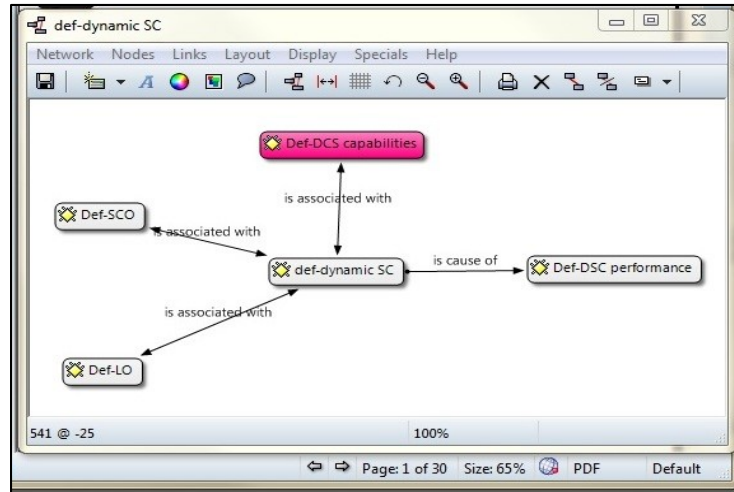 def-dynamic SC
Network Nodes Links Layout Display Specials Help
A
Def-DCS capabilities
is associated with
Def-SCO
is associated with
def-dynamic SC
is cause of
Def-DSC performance
is associated with
Def-LO
541 @ -25
100%
Page: 1 of 30 Size: 65% PDF Default